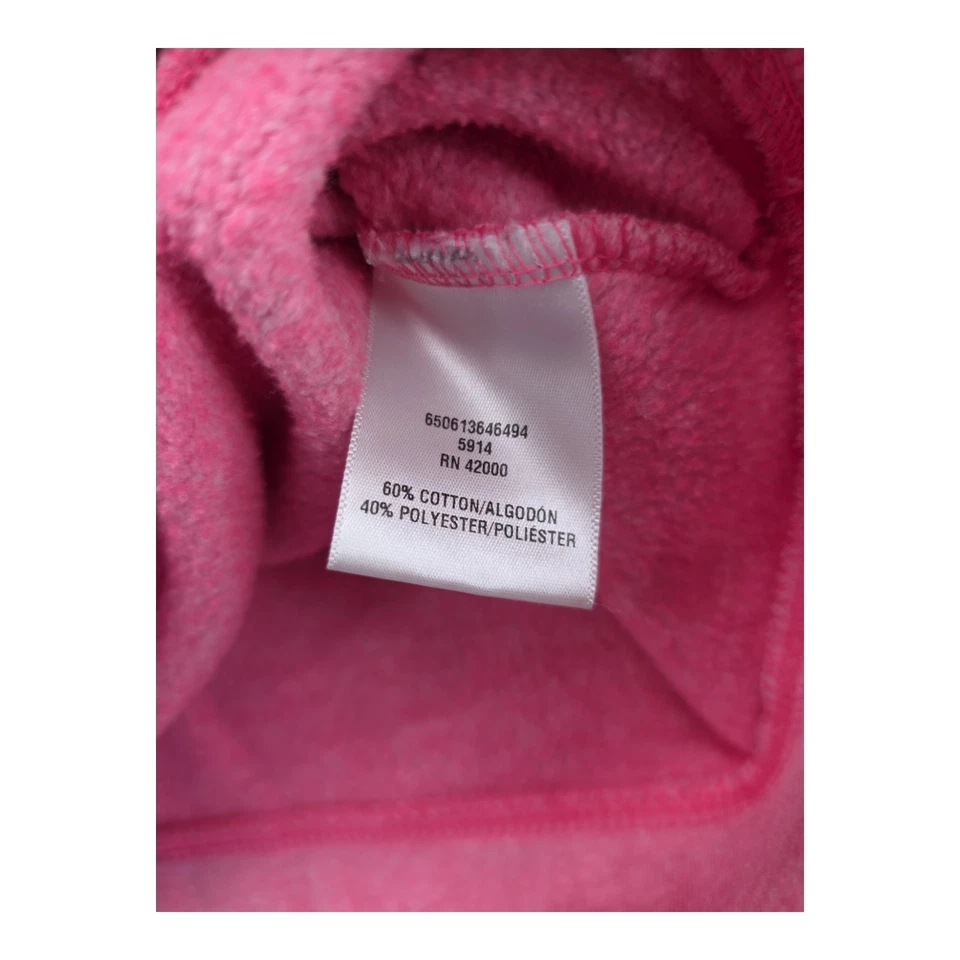 650613646494
5914
RN 42000
60% COTTON/ALGODÓN
40% POLYESTER/POLIÉSTER